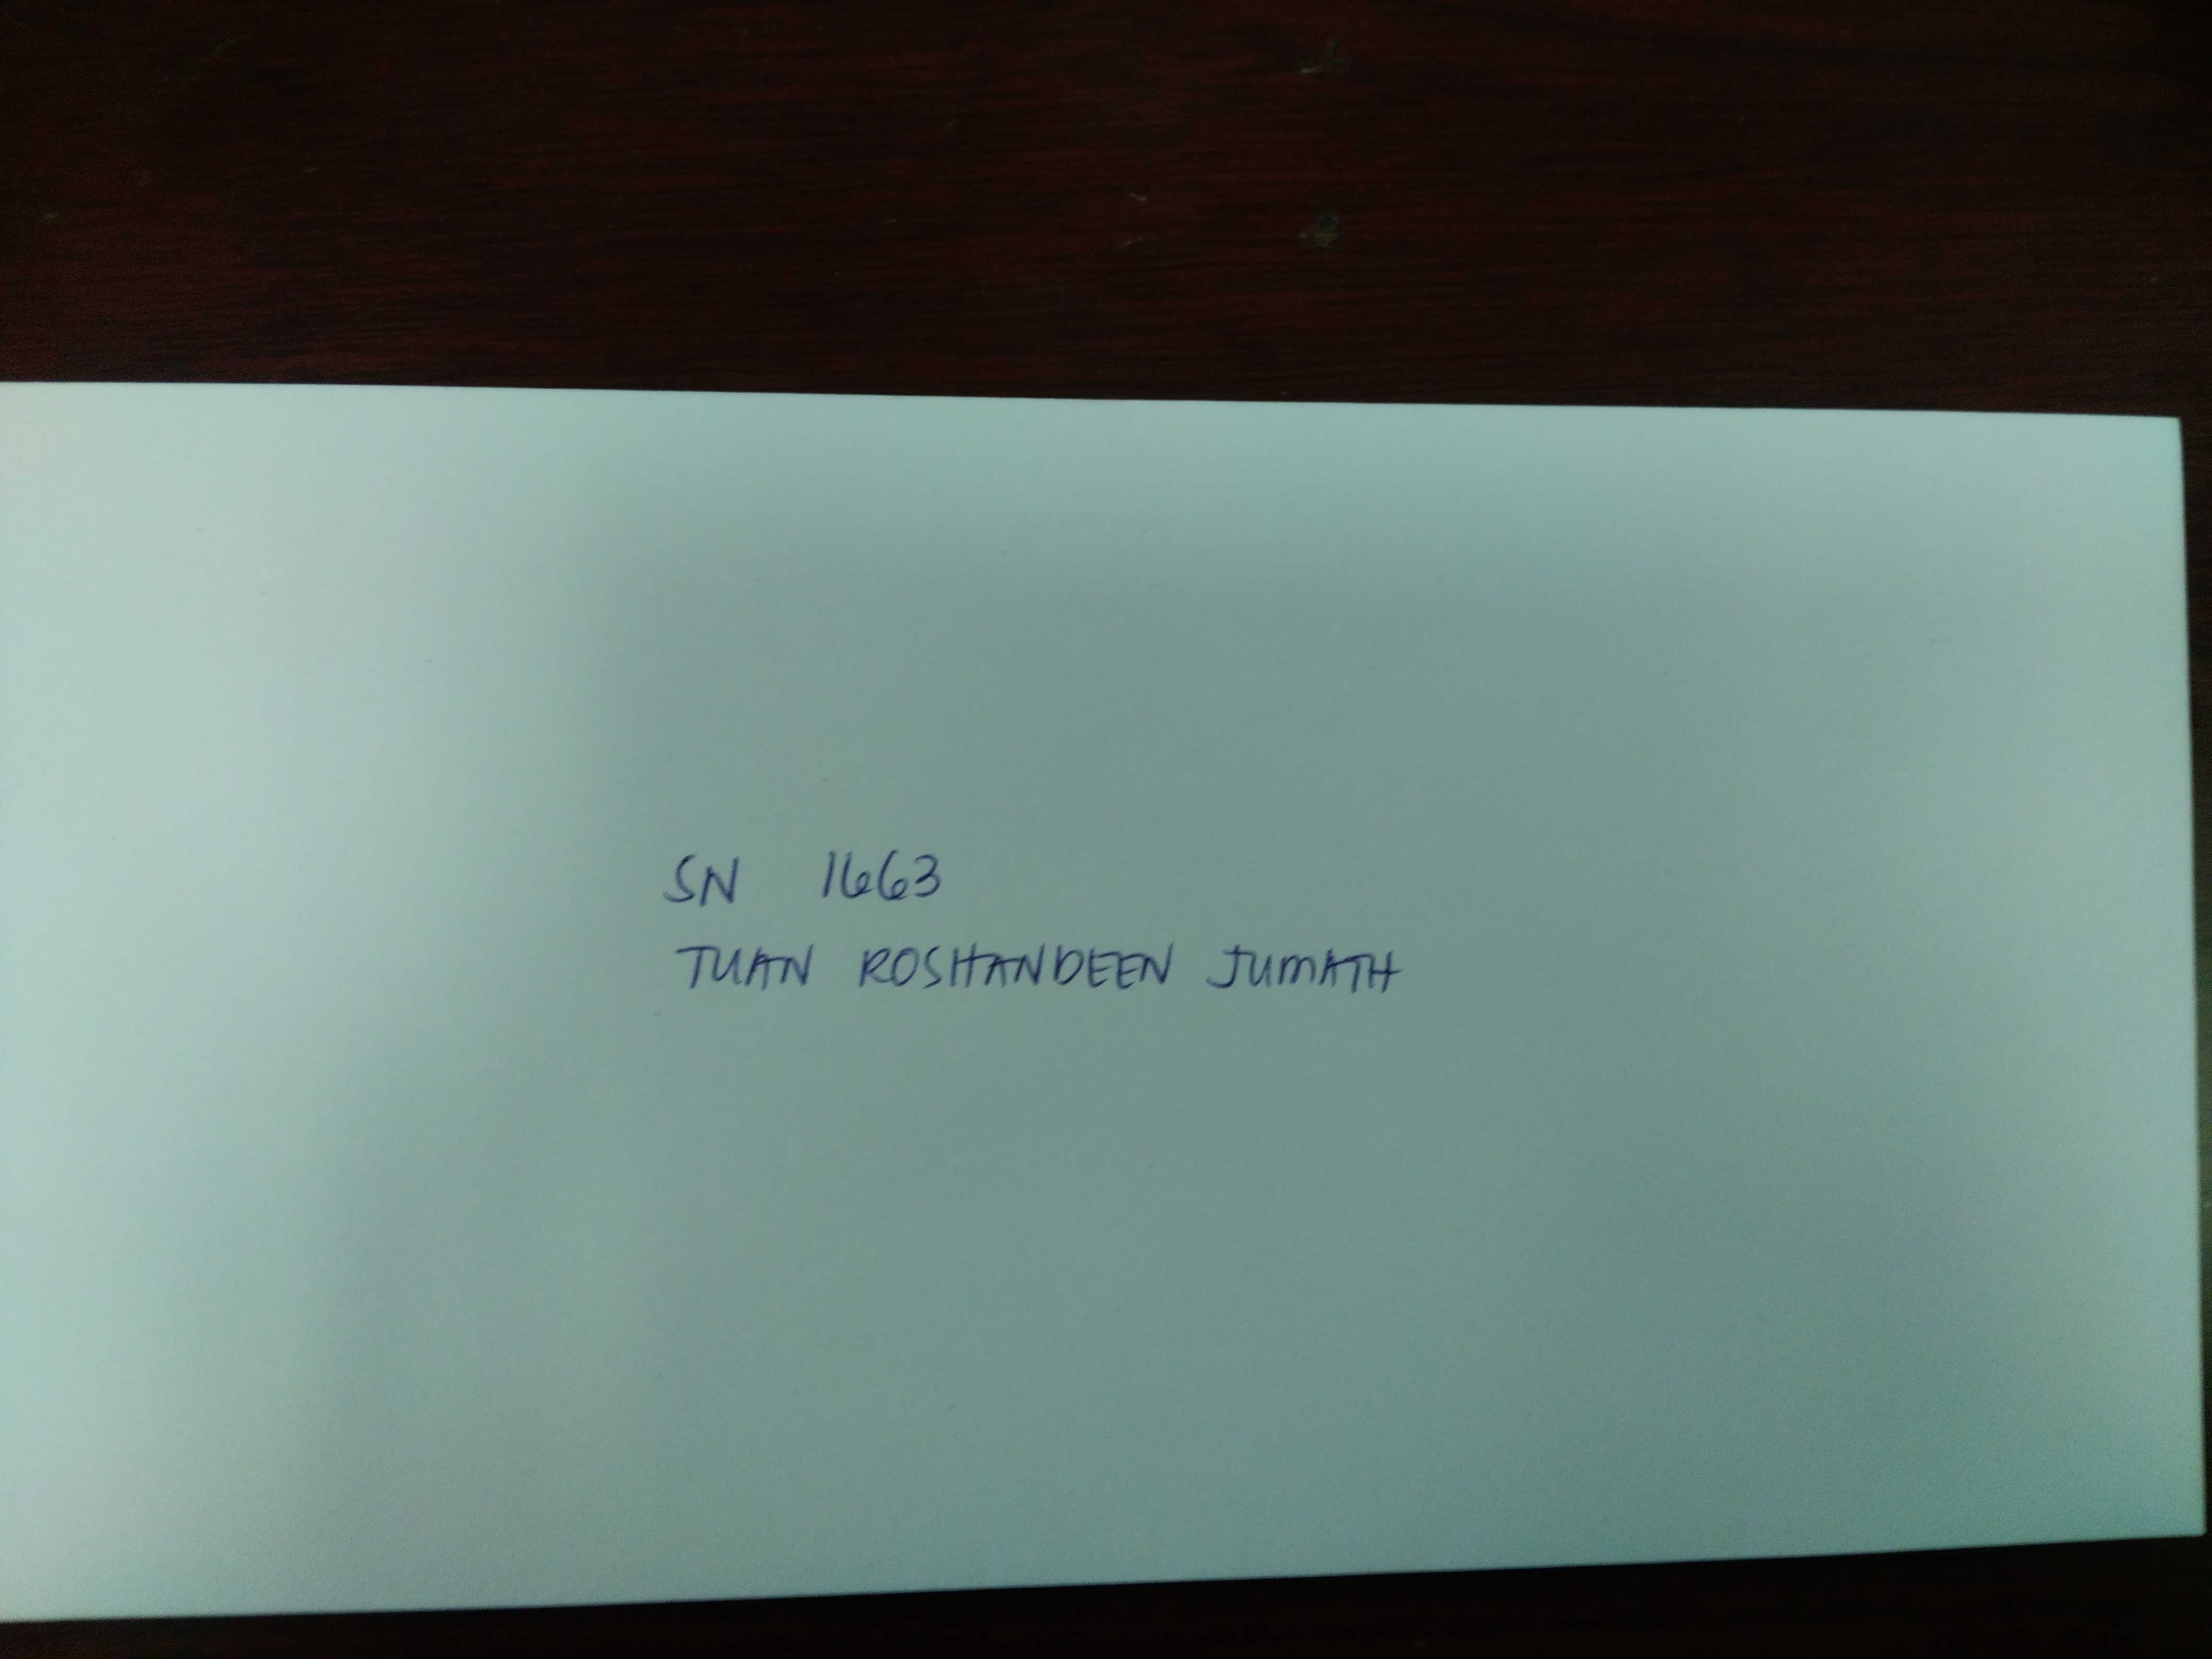 SN 1663
TUAN ROSHANDEEN JUMATH